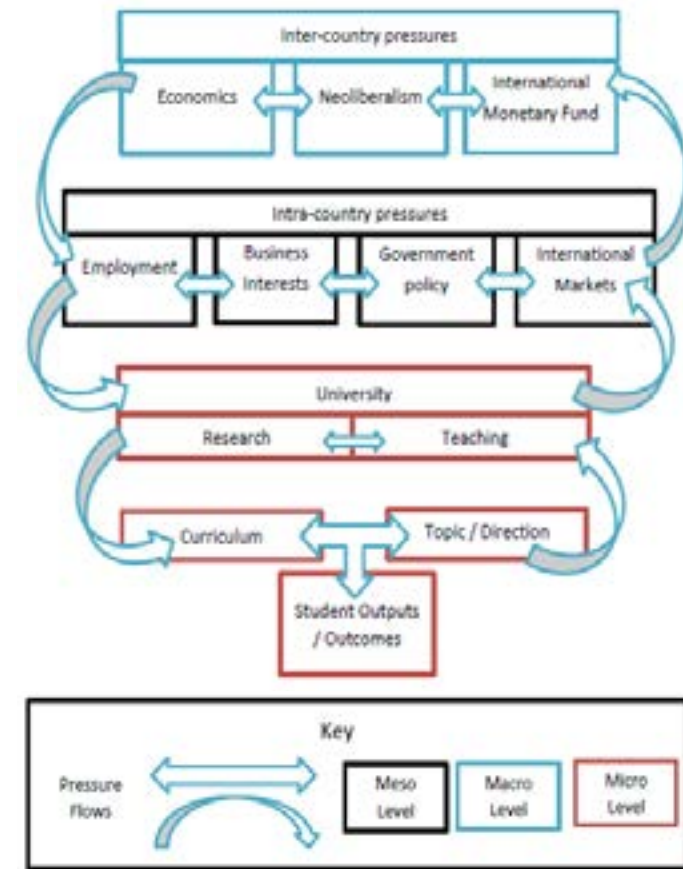 Inter-country pressures
Economics
Neoliberalism
International
Monetary Fund
Intra-country pressures
Employment
Business
Interests
Government
policy
International
Markets
University
Research
Teaching
Curriculum
Topic / Direction
Student Outputs
/ Outcomes
Key
Pressure
Flows
Meso
Level
Macro
Level
Micro
Level